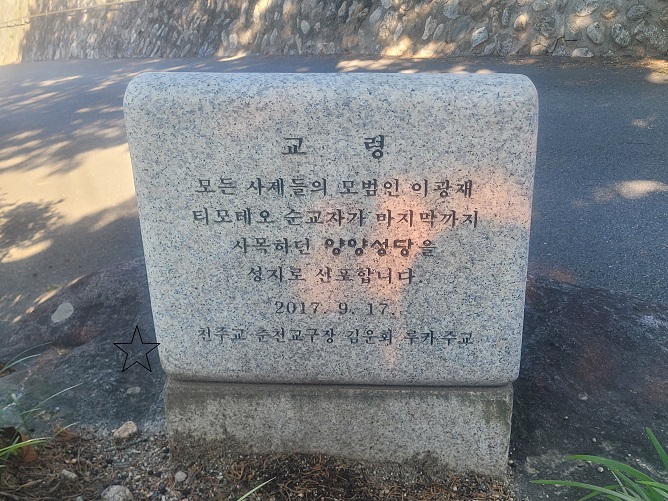 교 령
모든 사제들의 모범인 이광재
티모테오 순교자가 마지막까지
사목하던 양양성당을
성지로 선포합니다.
2017. 9. 17.
천주교 춘천교구장 김운회 루카주교